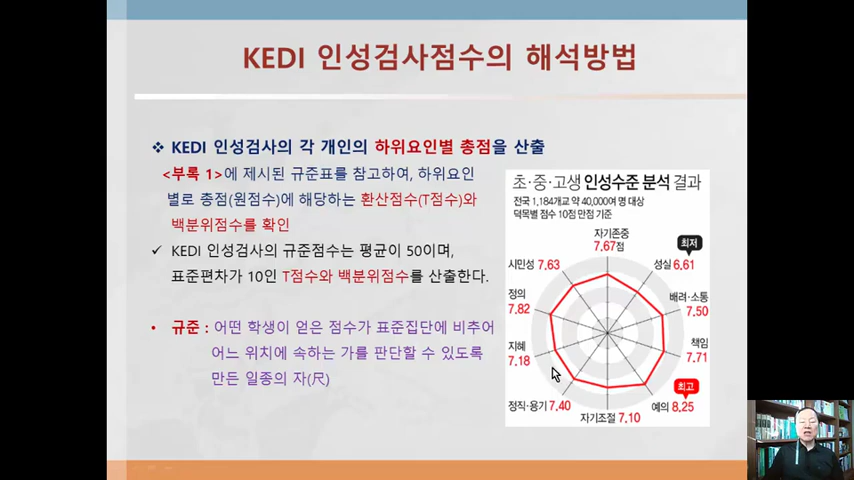 KEDI 인성검사점수의 해석방법
❖ KEDI 인성검사의 각 개인의 하위요인별 총점을 산출
<부록 1>에 제시된 규준표를 참고하여, 하위요인
별로 총점(원점수)에 해당하는 환산점수(T점수)와
백분위점수를 확인
✓ KEDI 인성검사의 규준점수는 평균이 50이며,
표준편차가 10인 T점수와 백분위점수를 산출한다.
• 규준 : 어떤 학생이 얻은 점수가 표준집단에 비추어
어느 위치에 속하는 가를 판단할 수 있도록
만든 일종의 자(尺)
초·중·고생 인성수준 분석 결과
전국 1,184개교 약 40,000여 명 대상
덕목별 점수 10점 만점 기준
자기존중
7.67점
최저
성실 6.61
배려·소통
7.50
책임
7.71
최고
예의 8.25
자기조절 7.10
정직·용기 7.40
지혜
7.18
정의
7.82
시민성 7.63